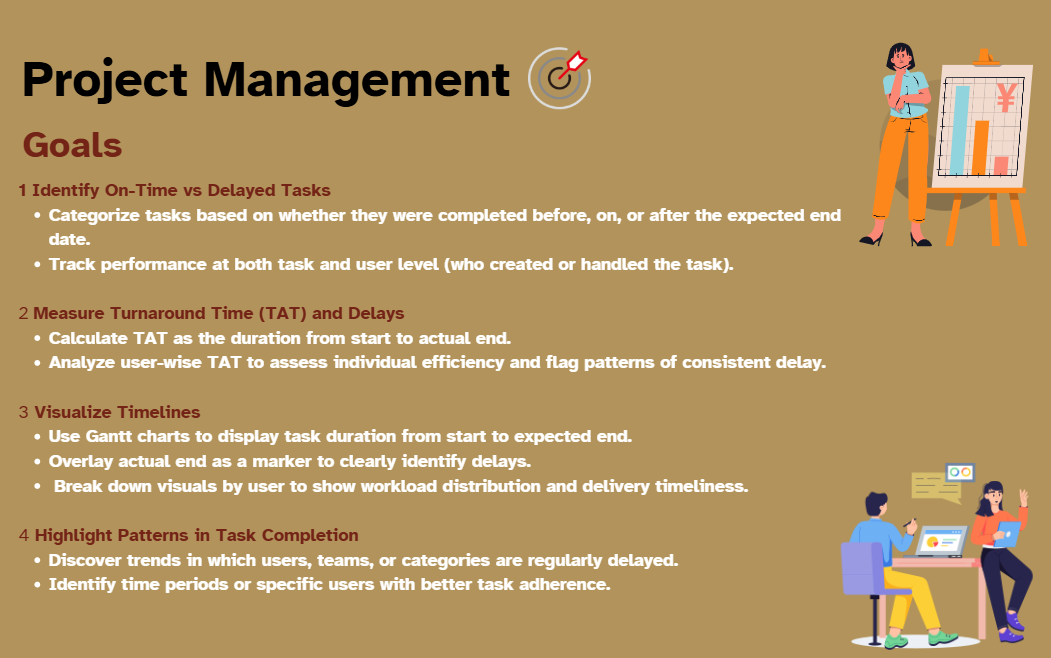 Project Management
Goals
1 Identify On-Time vs Delayed Tasks
• Categorize tasks based on whether they were completed before, on, or after the expected end
date.
• Track performance at both task and user level (who created or handled the task).
2 Measure Turnaround Time (TAT) and Delays
• Calculate TAT as the duration from start to actual end.
• Analyze user-wise TAT to assess individual efficiency and flag patterns of consistent delay.
3 Visualize Timelines
• Use Gantt charts to display task duration from start to expected end.
• Overlay actual end as a marker to clearly identify delays.
• Break down visuals by user to show workload distribution and delivery timeliness.
4 Highlight Patterns in Task Completion
• Discover trends in which users, teams, or categories are regularly delayed.
• Identify time periods or specific users with better task adherence.
¥